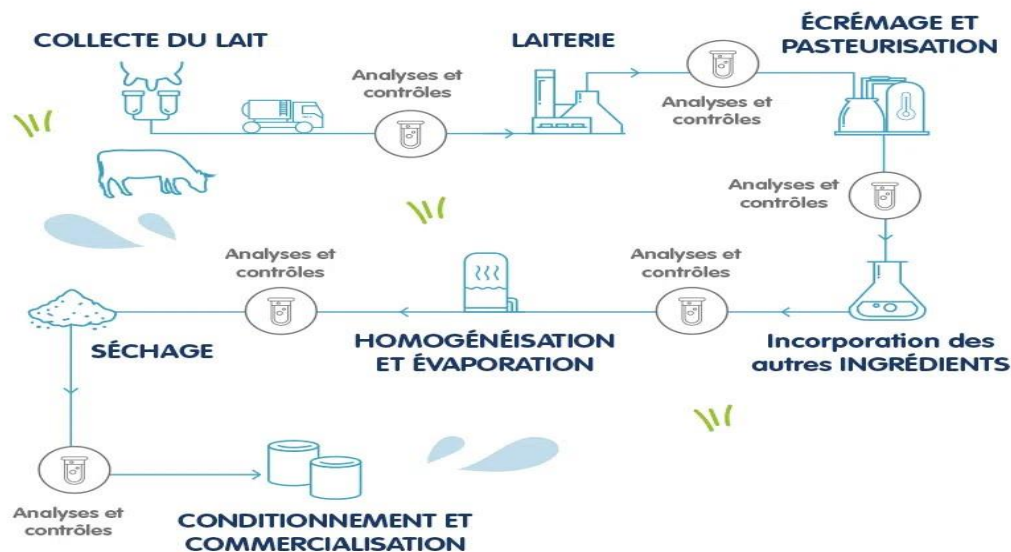 COLLECTE DU LAIT
Analyses et
contrôles
LAITERIE
Analyses et
contrôles
ÉCRÉMAGE ET
PASTEURISATION
Analyses et
contrôles
Incorporation des
autres INGRÉDIENTS
Analyses et
contrôles
HOMOGÉNÉISATION
ET ÉVAPORATION
Analyses et
contrôles
SÉCHAGE
Analyses et
contrôles
CONDITIONNEMENT ET
COMMERCIALISATION